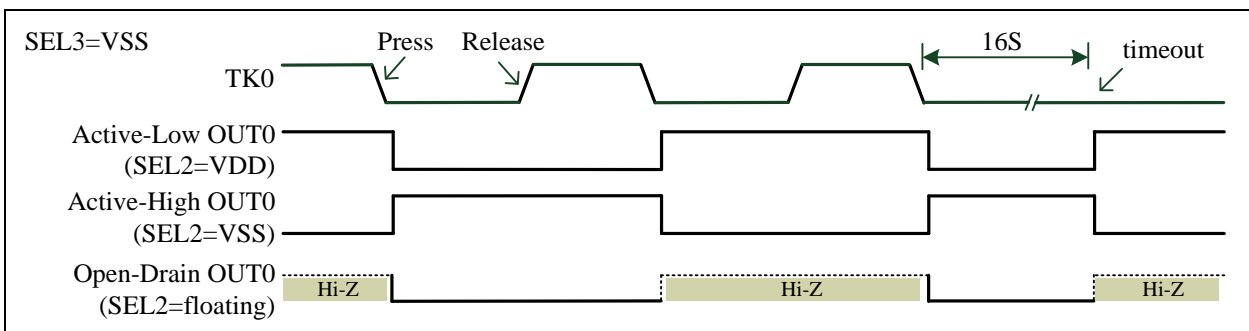 SEL3=VSS
Press
Release
16S
timeout
TK0
Active-Low OUT0
(SEL2=VDD)
Active-High OUT0
(SEL2=VSS)
Open-Drain OUT0
(SEL2=floating)
Hi-Z
Hi-Z
Hi-Z